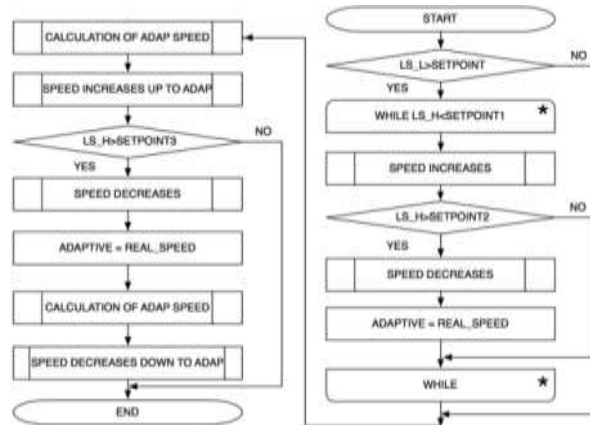 START
LS_L>SETPOINT
NO
YES
WHILE LS_H<SETPOINT1
*
SPEED INCREASES
LS_H>SETPOINT2
NO
YES
SPEED DECREASES
ADAPTIVE = REAL_SPEED
WHILE
*
CALCULATION OF ADAP SPEED
SPEED INCREASES UP TO ADAP
LS_H>SETPOINT3
NO
YES
SPEED DECREASES
ADAPTIVE = REAL_SPEED
CALCULATION OF ADAP SPEED
SPEED DECREASES DOWN TO ADAP
END